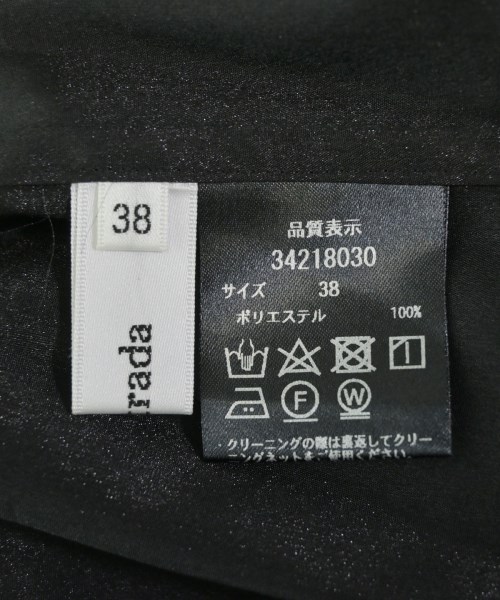 38
rrada
品質表示
34218030
サイズ 38
ポリエステル 100%
F W
・クリーニングの際は裏返してクリー
ニングネットをご使用ください。